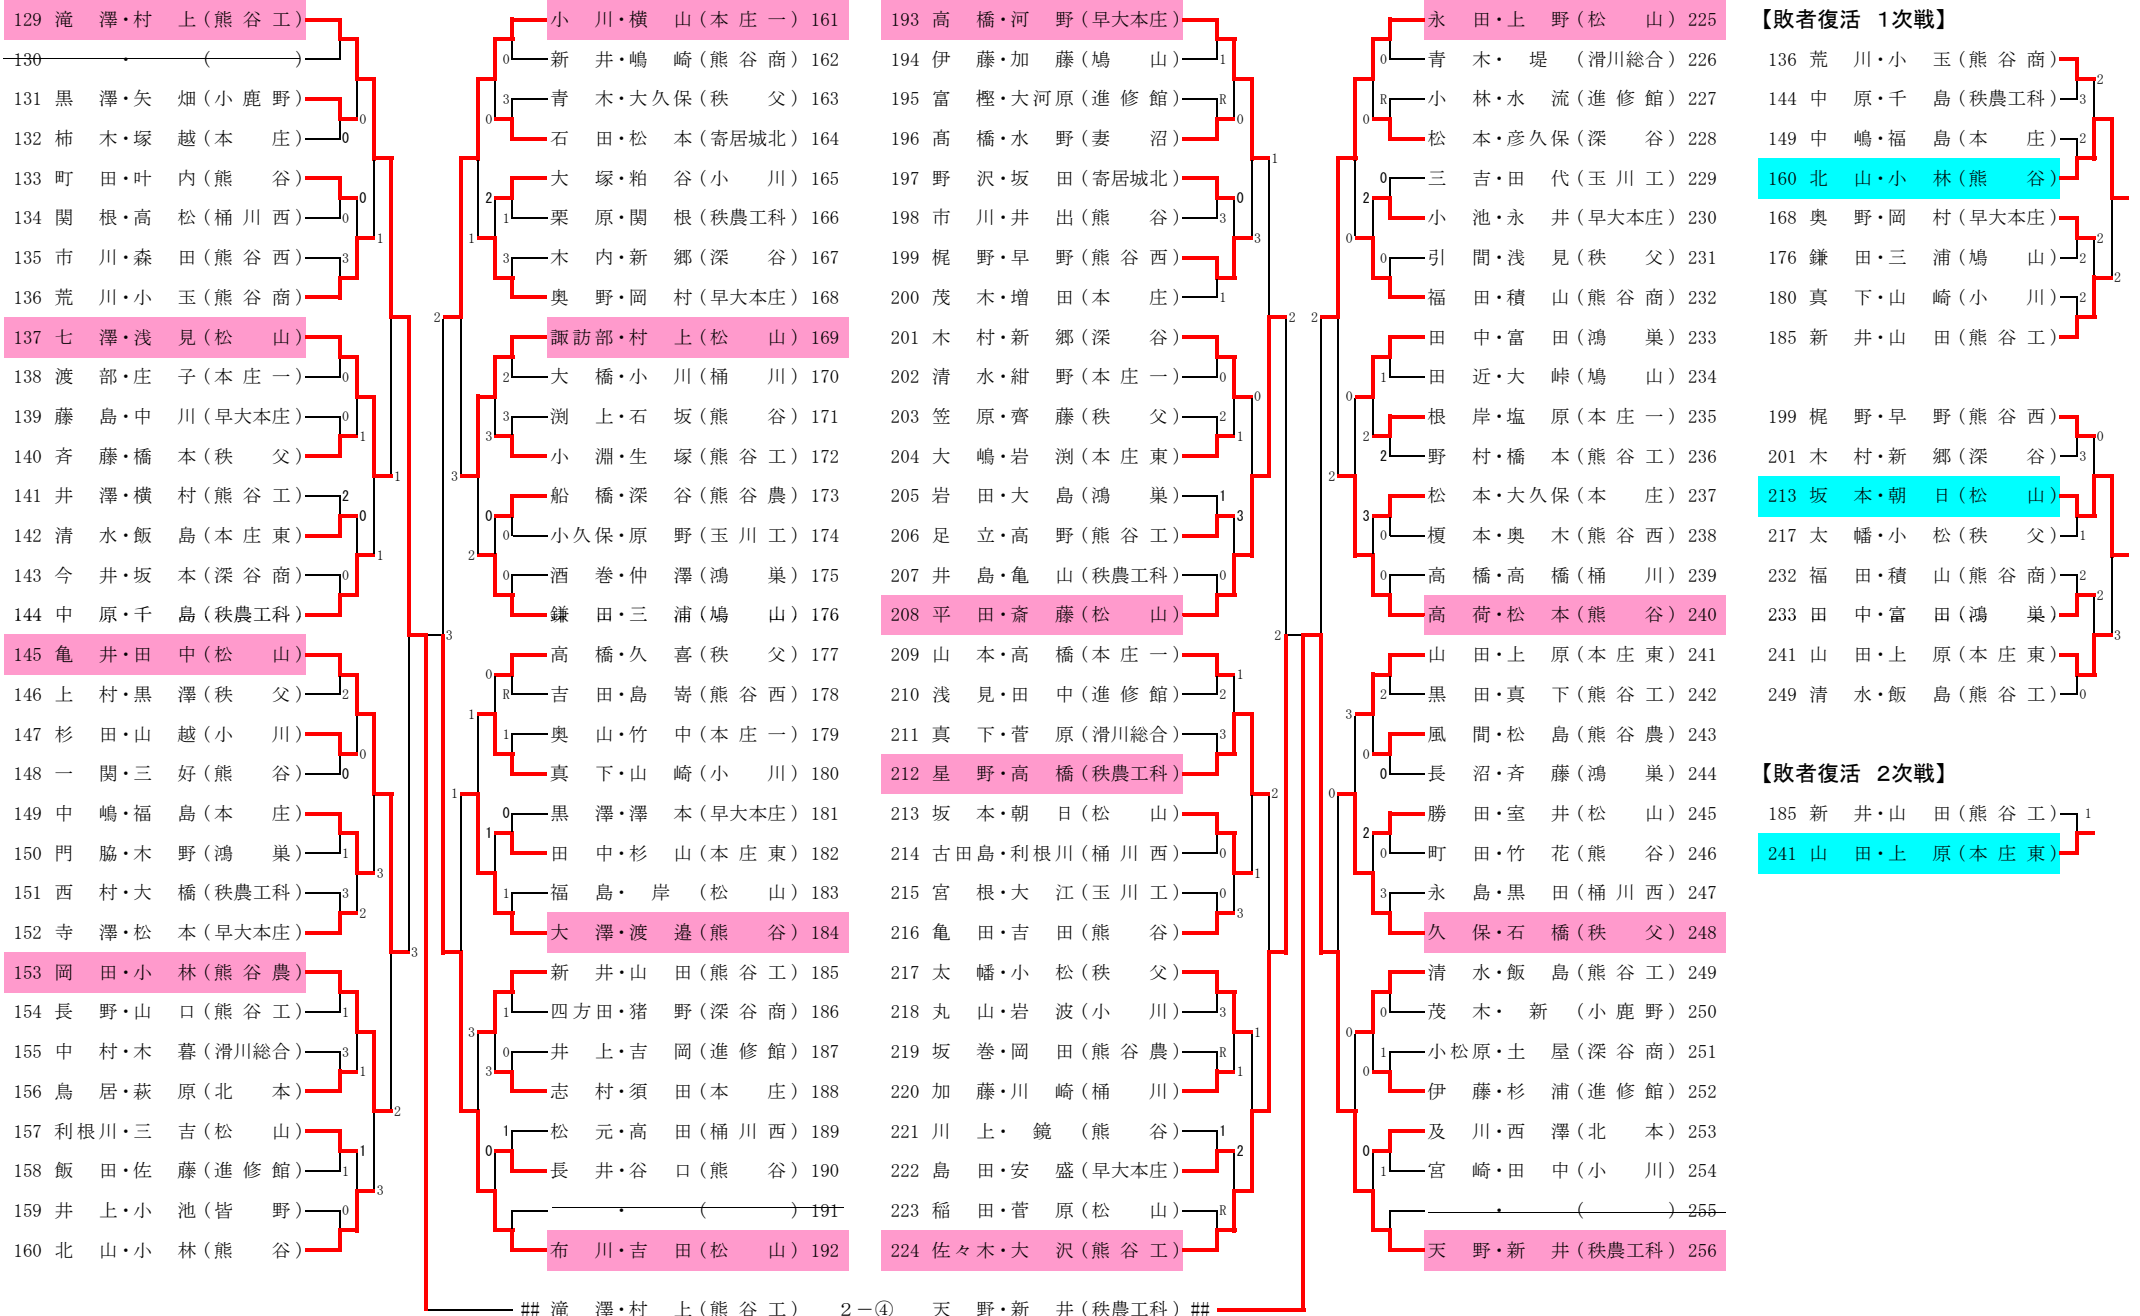 129 滝 澤・村 上(熊 谷 工)
130 ・ ( )
131 黒 澤・矢 畑(小 鹿 野)
132 柿 木・塚 越(本 庄)
133 町 田・叶 内(熊 谷)
134 関 根・高 松(桶 川 西)
135 市 川・森 田(熊 谷 西)
136 荒 川・小 玉(熊 谷 商)
137 七 澤・浅 見(松 山)
138 渡 部・庄 子(本 庄 一)
139 藤 島・中 川(早大本庄)
140 斉 藤・橋 本(秩 父)
141 井 澤・横 村(熊 谷 工)
142 清 水・飯 島(本 庄 東)
143 今 井・坂 本(深 谷 商)
144 中 原・千 島(秩農工科)
145 亀 井・田 中(松 山)
146 上 村・黒 澤(秩 父)
147 杉 田・山 越(小 川)
148 一 関・三 好(熊 谷)
149 中 嶋・福 島(本 庄)
150 門 脇・木 野(鴻 巣)
151 西 村・大 橋(秩農工科)
152 寺 澤・松 本(早大本庄)
153 岡 田・小 林(熊 谷 農)
154 長 野・山 口(熊 谷 工)
155 中 村・木 暮(滑川総合)
156 鳥 居・萩 原(北 本)
157 利根川・三 吉(松 山)
158 飯 田・佐 藤(進 修 館)
159 井 上・小 池(皆 野)
160 北 山・小 林(熊 谷)
小 川・横 山(本 庄 一) 161
新 井・嶋 崎(熊 谷 商) 162
青 木・大久保(秩 父) 163
石 田・松 本(寄居城北) 164
大 塚・粕 谷(小 川) 165
栗 原・関 根(秩農工科) 166
木 内・新 郷(深 谷) 167
奥 野・岡 村(早大本庄) 168
諏訪部・村 上(松 山) 169
大 橋・小 川(桶 川) 170
渕 上・石 坂(熊 谷) 171
小 淵・生 塚(熊 谷 工) 172
船 橋・深 谷(熊 谷 農) 173
小久保・原 野(玉 川 工) 174
酒 巻・仲 澤(鴻 巣) 175
鎌 田・三 浦(鳩 山) 176
高 橋・久 喜(秩 父) 177
吉 田・島 嵜(熊 谷 西) 178
奥 山・竹 中(本 庄 一) 179
真 下・山 崎(小 川) 180
黒 澤・澤 本(早大本庄) 181
田 中・杉 山(本 庄 東) 182
福 島・ 岸 (松 山) 183
大 澤・渡 邉(熊 谷) 184
新 井・山 田(熊 谷 工) 185
四方田・猪 野(深 谷 商) 186
井 上・吉 岡(進 修 館) 187
志 村・須 田(本 庄) 188
松 元・高 田(桶 川 西) 189
長 井・谷 口(熊 谷) 190
・ ( ) 191
布 川・吉 田(松 山) 192
193 高 橋・河 野(早大本庄)
194 伊 藤・加 藤(鳩 山)
195 富 樫・大河原(進 修 館)
196 髙 橋・水 野(妻 沼)
197 野 沢・坂 田(寄居城北)
198 市 川・井 出(熊 谷)
199 梶 野・早 野(熊 谷 西)
200 茂 木・増 田(本 庄)
201 木 村・新 郷(深 谷)
202 清 水・紺 野(本 庄 一)
203 笠 原・齊 藤(秩 父)
204 大 嶋・岩 渕(本 庄 東)
205 岩 田・大 島(鴻 巣)
206 足 立・高 野(熊 谷 工)
207 井 島・亀 山(秩農工科)
208 平 田・斎 藤(松 山)
209 山 本・高 橋(本 庄 一)
210 浅 見・田 中(進 修 館)
211 真 下・菅 原(滑川総合)
212 星 野・高 橋(秩農工科)
213 坂 本・朝 日(松 山)
214 古田島・利根川(桶 川 西)
215 宮 根・大 江(玉 川 工)
216 亀 田・吉 田(熊 谷)
217 太 幡・小 松(秩 父)
218 丸 山・岩 波(小 川)
219 坂 巻・岡 田(熊 谷 農)
220 加 藤・川 崎(桶 川)
221 川 上・ 鏡 (熊 谷)
222 島 田・安 盛(早大本庄)
223 稲 田・菅 原(松 山)
224 佐々木・大 沢(熊 谷 工)
永 田・上 野(松 山) 225
青 木・ 堤 (滑川総合) 226
小 林・水 流(進 修 館) 227
松 本・彦久保(深 谷) 228
三 吉・田 代(玉 川 工) 229
小 池・永 井(早大本庄) 230
引 間・浅 見(秩 父) 231
福 田・積 山(熊 谷 商) 232
田 中・富 田(鴻 巣) 233
田 近・大 峠(鳩 山) 234
根 岸・塩 原(本 庄 一) 235
野 村・橋 本(熊 谷 工) 236
松 本・大久保(本 庄) 237
榎 本・奥 木(熊 谷 西) 238
高 橋・高 橋(桶 川) 239
高 荷・松 本(熊 谷) 240
山 田・上 原(本 庄 東) 241
黒 田・真 下(熊 谷 工) 242
風 間・松 島(熊 谷 農) 243
長 沼・斉 藤(鴻 巣) 244
勝 田・室 井(松 山) 245
町 田・竹 花(熊 谷) 246
永 島・黒 田(桶 川 西) 247
久 保・石 橋(秩 父) 248
清 水・飯 島(熊 谷 工) 249
茂 木・ 新 (小 鹿 野) 250
小松原・土 屋(深 谷 商) 251
伊 藤・杉 浦(進 修 館) 252
及 川・西 澤(北 本) 253
宮 崎・田 中(小 川) 254
・ ( ) 255
天 野・新 井(秩農工科) 256
【敗者復活 1次戦】
136 荒 川・小 玉(熊 谷 商)
144 中 原・千 島(秩農工科)
149 中 嶋・福 島(本 庄)
160 北 山・小 林(熊 谷)
168 奥 野・岡 村(早大本庄)
176 鎌 田・三 浦(鳩 山)
180 真 下・山 崎(小 川)
185 新 井・山 田(熊 谷 工)
199 梶 野・早 野(熊 谷 西)
201 木 村・新 郷(深 谷)
213 坂 本・朝 日(松 山)
217 太 幡・小 松(秩 父)
232 福 田・積 山(熊 谷 商)
233 田 中・富 田(鴻 巣)
241 山 田・上 原(本 庄 東)
249 清 水・飯 島(熊 谷 工)
【敗者復活 2次戦】
185 新 井・山 田(熊 谷 工) 1
241 山 田・上 原(本 庄 東)
## 滝 澤・村 上(熊 谷 工) 2－④ 天 野・新 井(秩農工科) ##